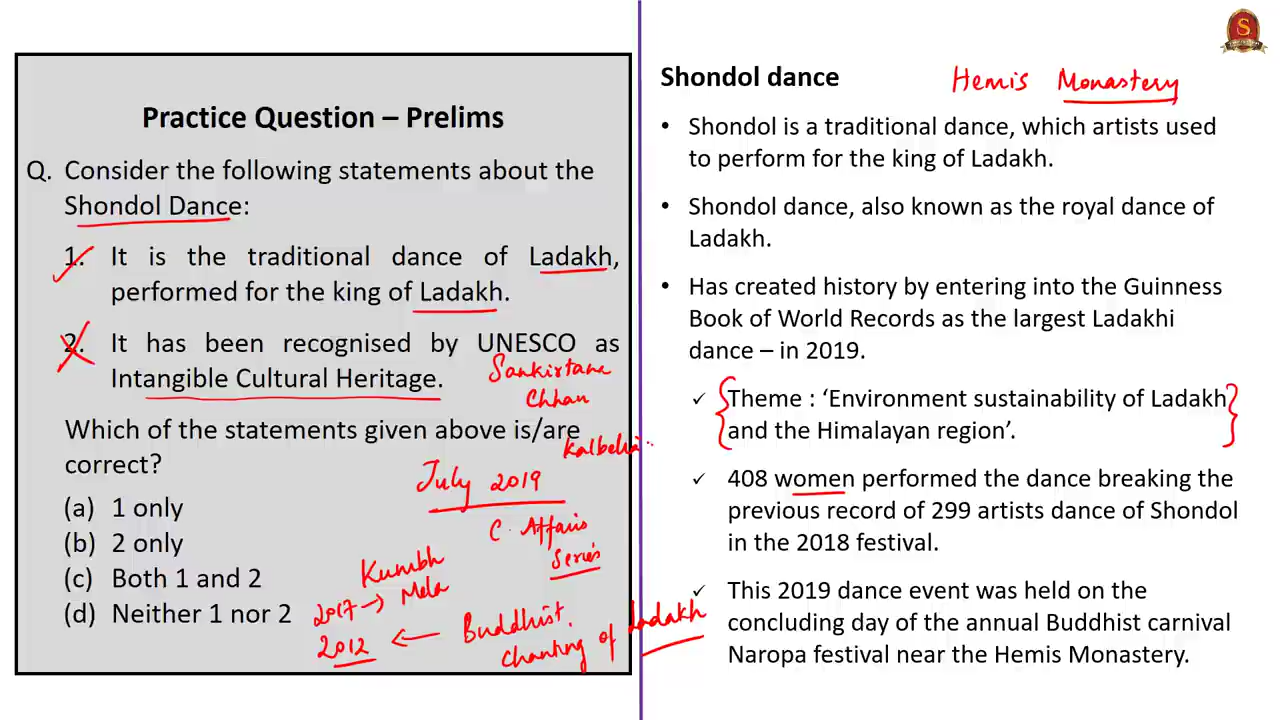 Practice Question – Prelims
Q. Consider the following statements about the
Shondol Dance:
1. It is the traditional dance of Ladakh,
performed for the king of Ladakh.
2. It has been recognised by UNESCO as
Intangible Cultural Heritage.
Sankirtana
Chhau
Which of the statements given above is/are
correct?
Kalbelia
(a) 1 only
(b) 2 only
(c) Both 1 and 2
(d) Neither 1 nor 2
July 2019
C. Affairs
Series
Kumbh
2017 → Mela
2012 ← Buddhist
Chanting of Ladakh
S
Shondol dance
Hemis Monastery
• Shondol is a traditional dance, which artists used
to perform for the king of Ladakh.
• Shondol dance, also known as the royal dance of
Ladakh.
• Has created history by entering into the Guinness
Book of World Records as the largest Ladakhi
dance – in 2019.
✓ Theme : ‘Environment sustainability of Ladakh
and the Himalayan region’.
✓ 408 women performed the dance breaking the
previous record of 299 artists dance of Shondol
in the 2018 festival.
✓ This 2019 dance event was held on the
concluding day of the annual Buddhist carnival
Naropa festival near the Hemis Monastery.